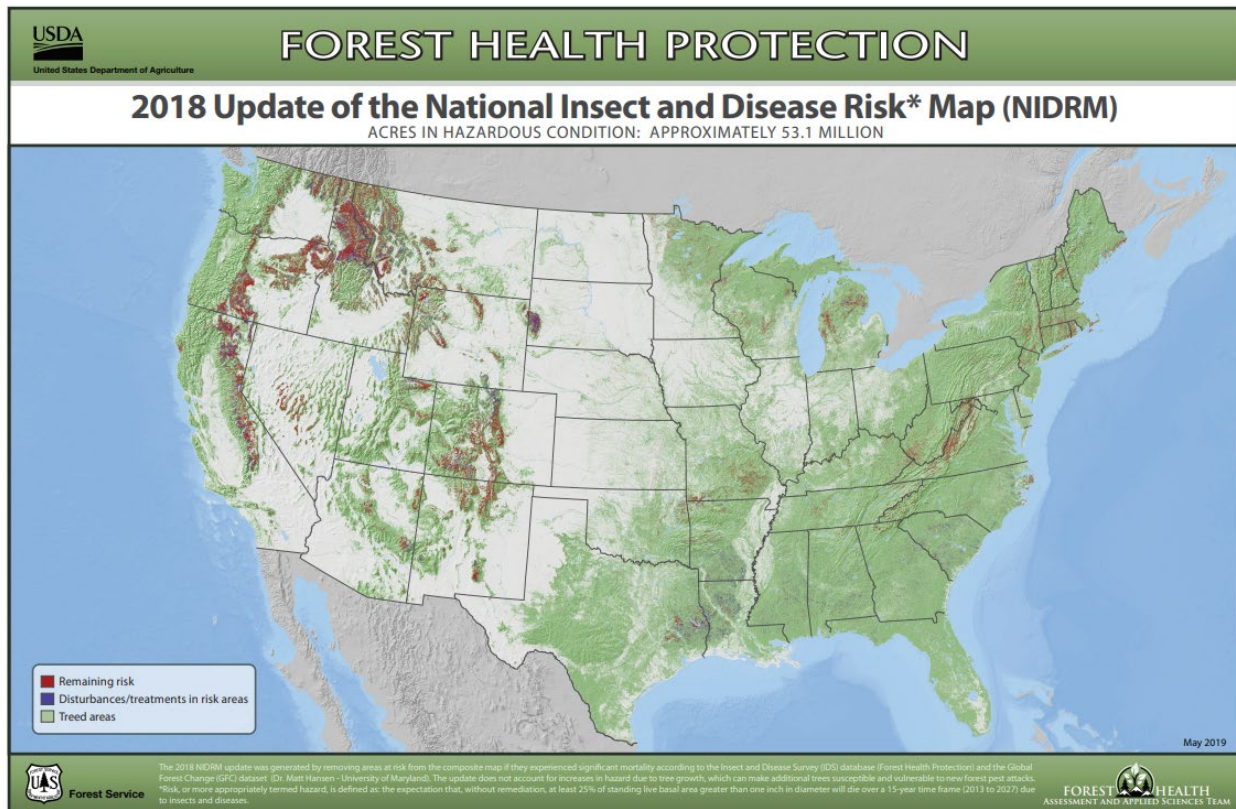 USDA
United States Department of Agriculture
FOREST HEALTH PROTECTION
2018 Update of the National Insect and Disease Risk* Map (NIDRM)
ACRES IN HAZARDOUS CONDITION: APPROXIMATELY 53.1 MILLION
Remaining risk
Disturbances/treatments in risk areas
Treed areas
May 2019
FOREST SERVICE
U S
DEPARTMENT OF AGRICULTURE
Forest Service
The 2018 NIDRM update was generated by removing areas at risk from the composite map if they experienced significant mortality according to the Insect and Disease Survey (IDS) database (Forest Health Protection) and the Global
Forest Change (GFC) dataset (Dr. Matt Hansen - University of Maryland). The update does not account for increases in hazard due to tree growth, which can make additional trees susceptible and vulnerable to new forest pest attacks.
*Risk, or more appropriately termed hazard, is defined as: the expectation that, without remediation, at least 25% of standing live basal area greater than one inch in diameter will die over a 15-year time frame (2013 to 2027) due
to insects and diseases.
FOREST HEALTH
ASSESSMENT AND APPLIED SCIENCES TEAM